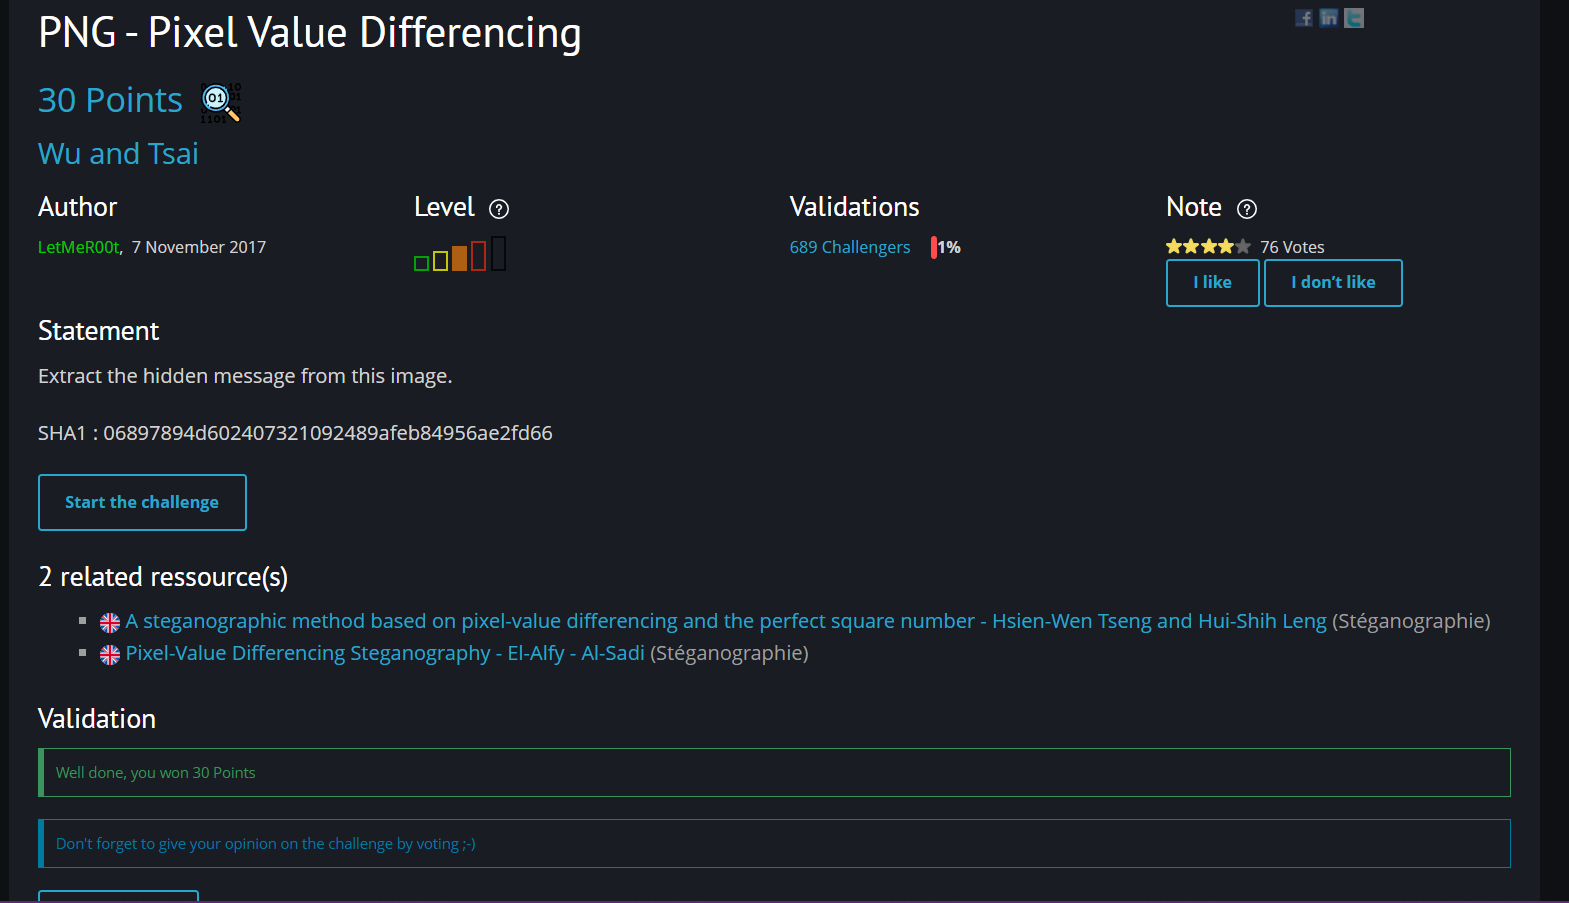 PNG - Pixel Value Differencing
30 Points
Wu and Tsai
Author
Level
Validations
Note
LetMeR00t, 7 November 2017
689 Challengers 1%
76 Votes
I like
I don’t like
Statement
Extract the hidden message from this image.
SHA1 : 06897894d602407321092489afeb84956ae2fd66
Start the challenge
2 related ressource(s)
A steganographic method based on pixel-value differencing and the perfect square number - Hsien-Wen Tseng and Hui-Shih Leng (Stéganographie)
Pixel-Value Differencing Steganography - El-Alfy - Al-Sadi (Stéganographie)
Validation
Well done, you won 30 Points
Don't forget to give your opinion on the challenge by voting ;-)